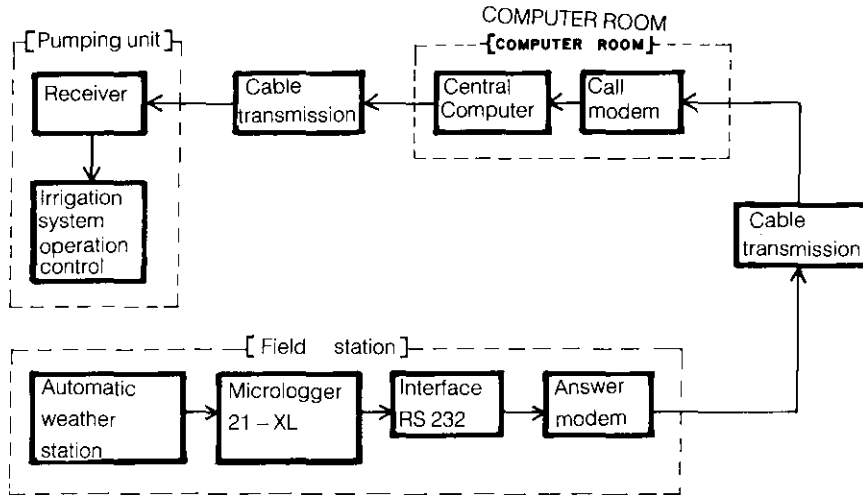 COMPUTER ROOM
[Pumping unit]
[COMPUTER ROOM]
Receiver
Cable
transmission
Central
Computer
Call
modem
Irrigation
system
operation
control
Cable
transmission
[Field station]
Automatic
weather
station
Micrologger
21 – XL
Interface
RS 232
Answer
modem